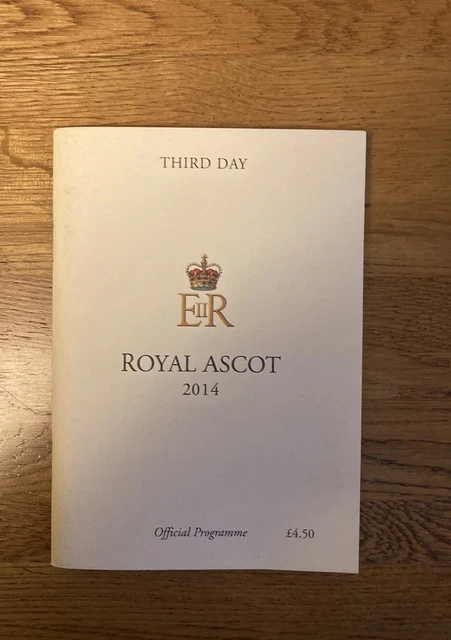 THIRD DAY
EIIR
ROYAL ASCOT
2014
Official Programme £4.50